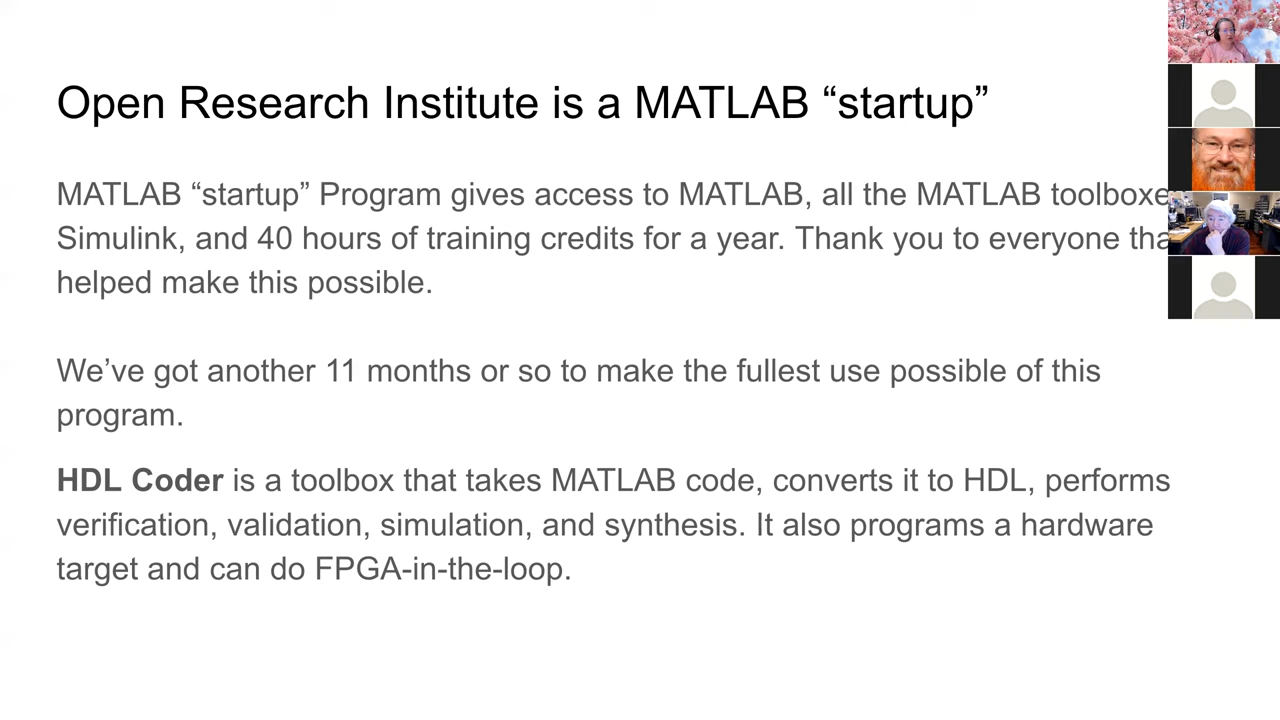 Open Research Institute is a MATLAB “startup”
MATLAB “startup” Program gives access to MATLAB, all the MATLAB toolboxe
Simulink, and 40 hours of training credits for a year. Thank you to everyone tha
helped make this possible.
We’ve got another 11 months or so to make the fullest use possible of this
program.
HDL Coder is a toolbox that takes MATLAB code, converts it to HDL, performs
verification, validation, simulation, and synthesis. It also programs a hardware
target and can do FPGA-in-the-loop.